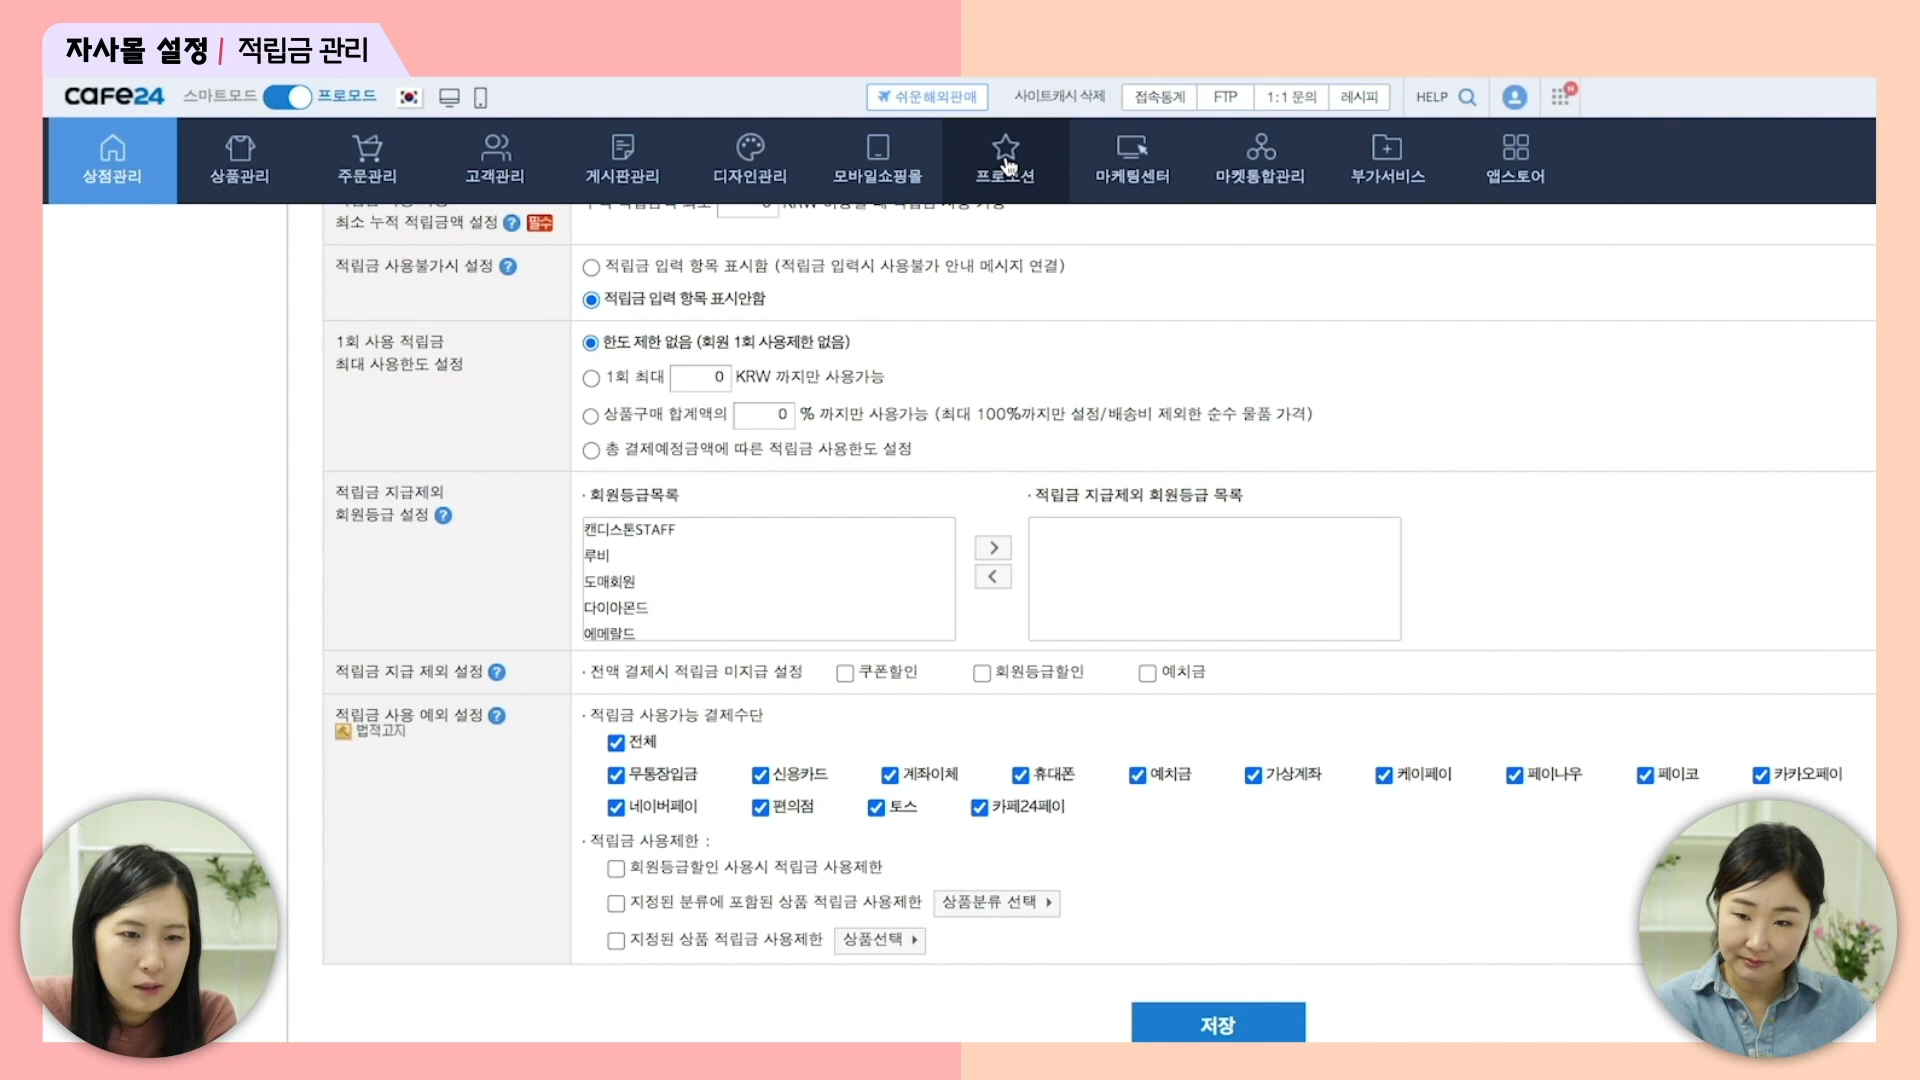 자사몰 설정 | 적립금 관리
cafe24 스마트모드 프로모드 쉬운해외판매 사이트캐시 삭제 접속통계 FTP 1:1 문의 레시피 HELP N
상점관리 상품관리 주문관리 고객관리 게시판관리 디자인관리 모바일쇼핑몰 프로모션 마케팅센터 마켓통합관리 부가서비스 앱스토어
최소 누적 적립금액 설정 ? 필수
적립금 사용불가시 설정 ?
적립금 입력 항목 표시함 (적립금 입력시 사용불가 안내 메시지 연결)
적립금 입력 항목 표시안함
1회 사용 적립금
최대 사용한도 설정
한도 제한 없음 (회원 1회 사용제한 없음)
1회 최대 0 KRW 까지만 사용가능
상품구매 합계액의 0 % 까지만 사용가능 (최대 100%까지만 설정/배송비 제외한 순수 물품 가격)
총 결제예정금액에 따른 적립금 사용한도 설정
적립금 지급제외
회원등급 설정 ?
· 회원등급목록
캔디스톤STAFF
루비
도매회원
다이아몬드
에메랄드
· 적립금 지급제외 회원등급 목록
적립금 지급 제외 설정 ?
· 전액 결제시 적립금 미지급 설정 쿠폰할인 회원등급할인 예치금
적립금 사용 예외 설정 ?
법적고지
· 적립금 사용가능 결제수단
전체
무통장입금 신용카드 계좌이체 휴대폰 예치금 가상계좌 케이페이 페이나우 페이코 카카오페이
네이버페이 편의점 토스 카페24페이
· 적립금 사용제한 :
회원등급할인 사용시 적립금 사용제한
지정된 분류에 포함된 상품 적립금 사용제한 상품분류 선택
지정된 상품 적립금 사용제한 상품선택
저장